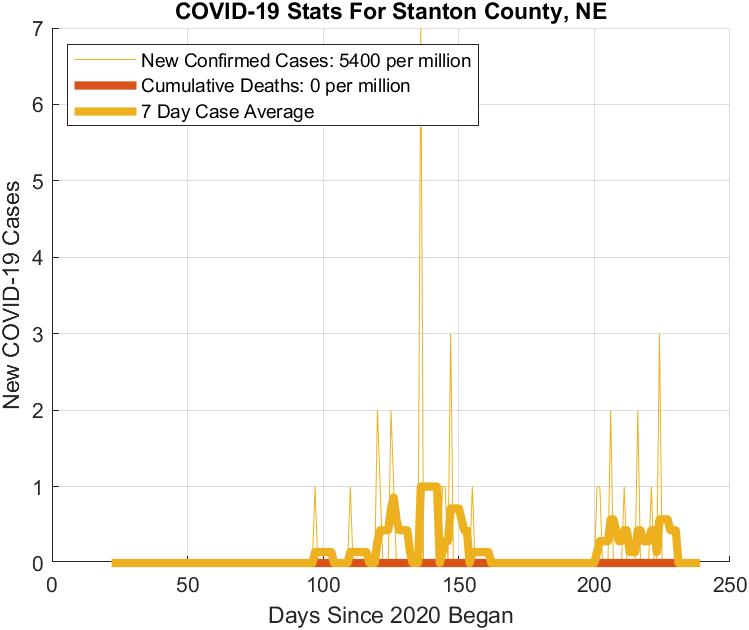 COVID-19 Stats For Stanton County, NE
New Confirmed Cases: 5400 per million
Cumulative Deaths: 0 per million
7 Day Case Average
New COVID-19 Cases
7
6
5
4
3
2
1
0
0 50 100 150 200 250
Days Since 2020 Began